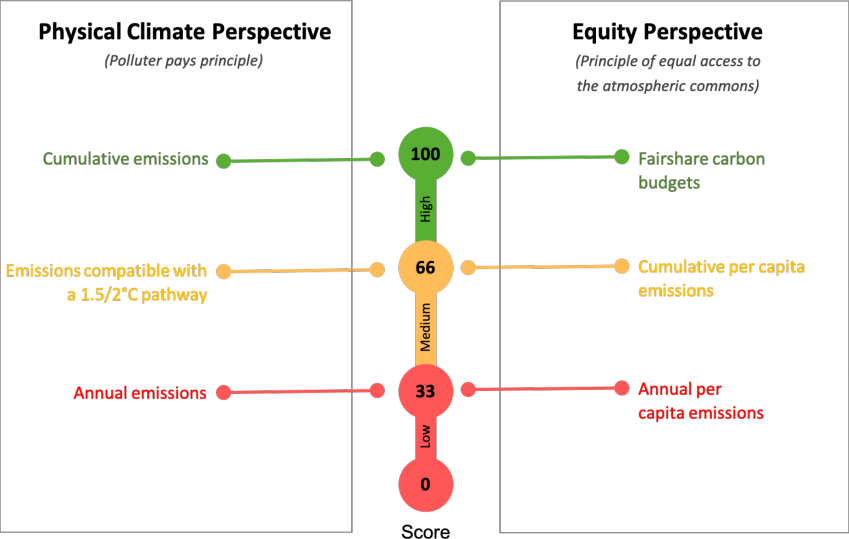 Physical Climate Perspective
(Polluter pays principle)
Equity Perspective
(Principle of equal access to
the atmospheric commons)
Cumulative emissions
100
Fairshare carbon
budgets
High
Emissions compatible with
a 1.5/2°C pathway
66
Cumulative per capita
emissions
Medium
Annual emissions
33
Annual per
capita emissions
Low
0
Score